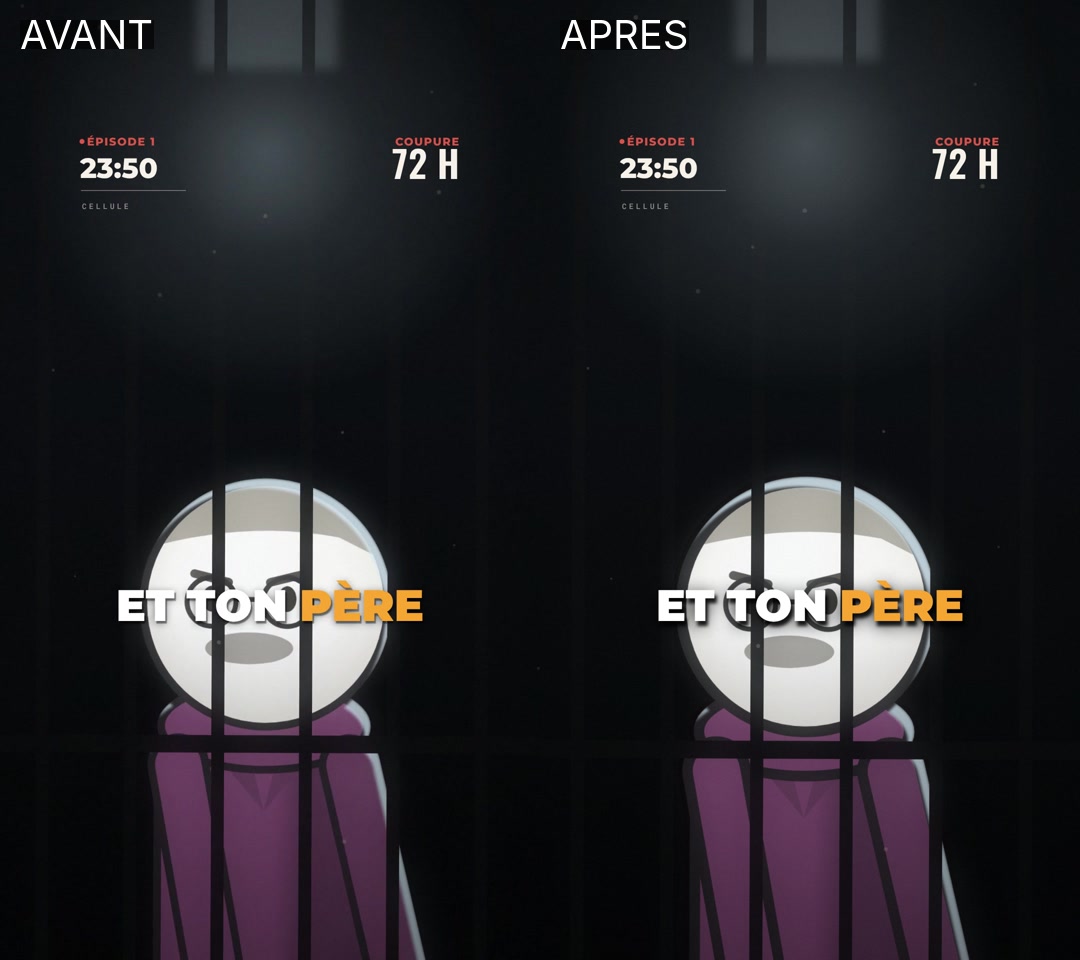 AVANT
•ÉPISODE 1
23:50
CELLULE
COUPURE
72 H
ET TON PÈRE
APRES
•ÉPISODE 1
23:50
CELLULE
COUPURE
72 H
ET TON PÈRE